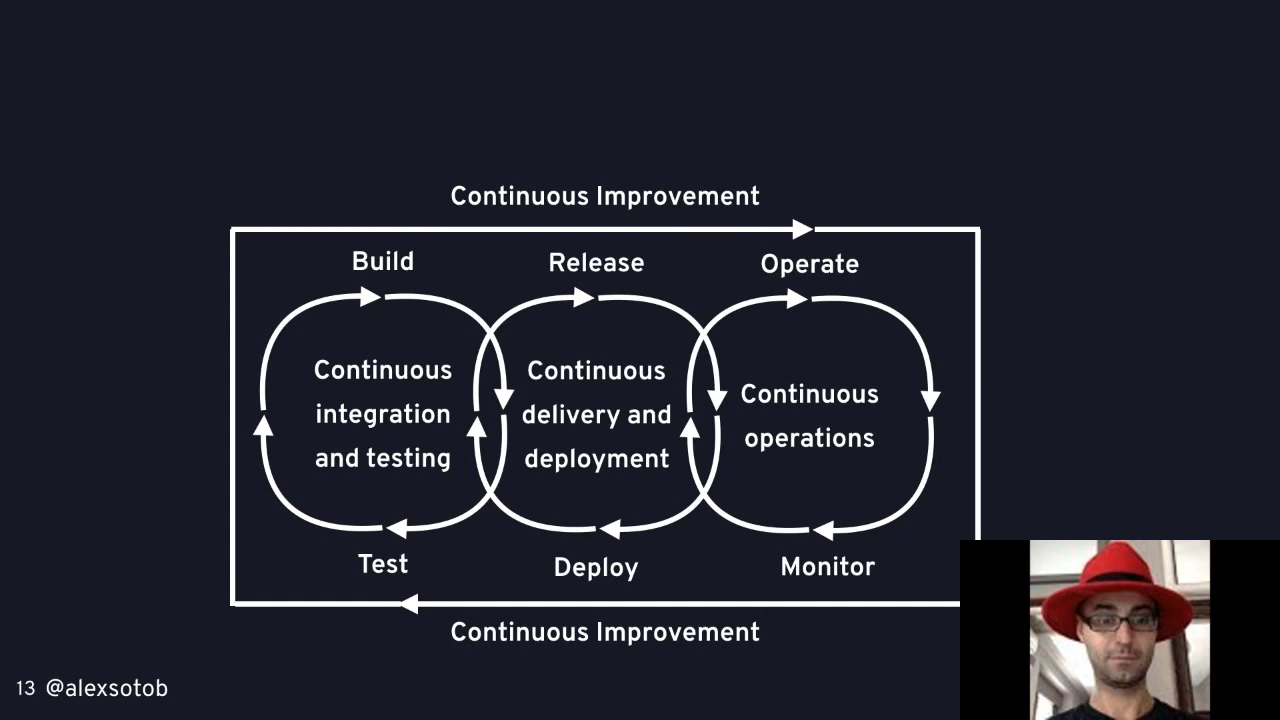 Continuous Improvement
Build
Release
Operate
Continuous
integration
and testing
Continuous
delivery and
deployment
Continuous
operations
Test
Deploy
Monitor
Continuous Improvement
13 @alexsotob